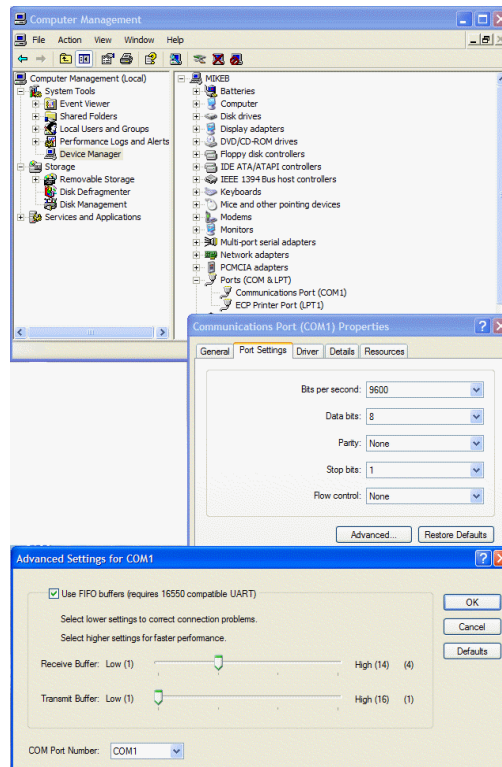 Computer Management
File Action View Window Help
Computer Management (Local)
System Tools
Event Viewer
Shared Folders
Local Users and Groups
Performance Logs and Alerts
Device Manager
Storage
Removable Storage
Disk Defragmenter
Disk Management
Services and Applications
MIKEB
Batteries
Computer
Disk drives
Display adapters
DVD/CD-ROM drives
Floppy disk controllers
IDE ATA/ATAPI controllers
IEEE 1394 Bus host controllers
Keyboards
Mice and other pointing devices
Modems
Monitors
Multi-port serial adapters
Network adapters
PCMCIA adapters
Ports (COM & LPT)
Communications Port (COM1)
ECP Printer Port (LPT1)
Communications Port (COM1) Properties
General Port Settings Driver Details Resources
Bits per second: 9600
Data bits: 8
Parity: None
Stop bits: 1
Flow control: None
Advanced... Restore Defaults
Advanced Settings for COM1
Use FIFO buffers (requires 16550 compatible UART)
OK
Select lower settings to correct connection problems.
Cancel
Select higher settings for faster performance.
Defaults
Receive Buffer: Low (1) High (14) (4)
Transmit Buffer: Low (1) High (16) (1)
COM Port Number: COM1